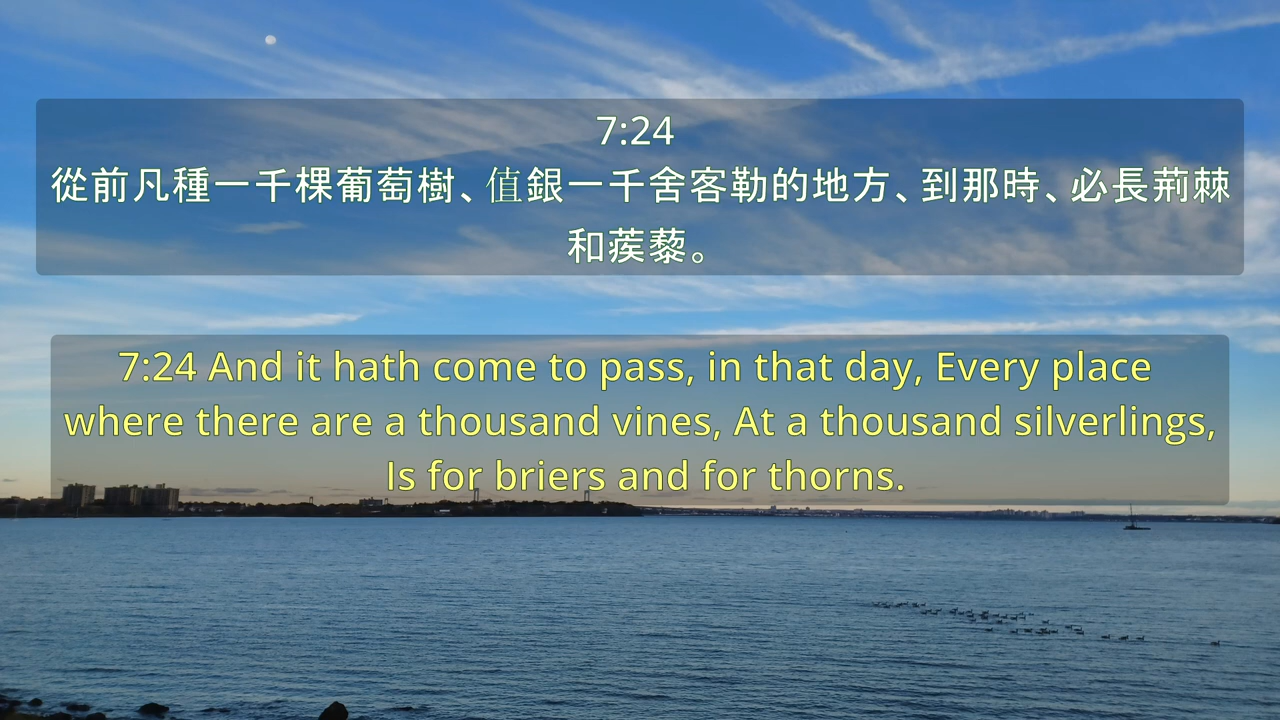 7:24
從前凡種一千棵葡萄樹、值銀一千舍客勒的地方、到那時、必長荊棘
和蒺藜。
7:24 And it hath come to pass, in that day, Every place
where there are a thousand vines, At a thousand silverlings,
Is for briers and for thorns.